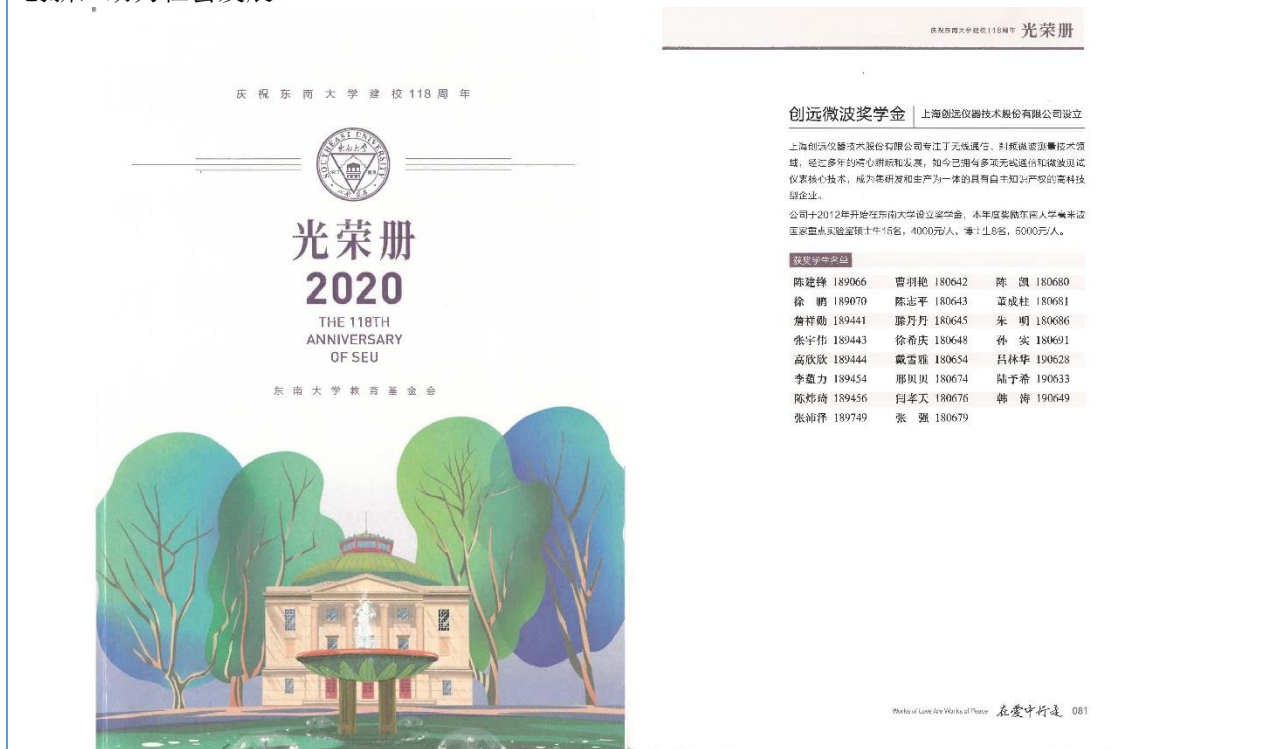 庆祝东南大学建校118周年
SOUTHEAST UNIVERSITY
东南大学
光荣册
2020
THE 118TH
ANNIVERSARY
OF SEU
东南大学教育基金会
庆祝东南大学建校118周年 光荣册
创远微波奖学金 上海创远仪器技术股份有限公司设立
上海创远仪器技术股份有限公司专注于无线通信、射频微波测量技术领
域，经过多年的精心耕耘和发展，如今已拥有多项无线通信和微波测试
仪表核心技术，成为集研发和生产为一体的具有自主知识产权的高科技
型企业。
公司于2012年开始在东南大学设立奖学金，本年度奖励东南大学毫米波
国家重点实验室硕士生15名，4000元/人，博士生8名，5000元/人。
获奖学生名单
陈建锋 189066 曹羽艳 180642 陈凯 180680
徐鹏 189070 陈志平 180643 董成柱 180681
詹祥勋 189441 滕丹丹 180645 朱明 180686
张宇伟 189443 徐希庆 180648 孙实 180691
高欣欣 189444 戴雪雅 180654 吕林华 190628
李蕴力 189454 邢贝贝 180674 陆予希 190633
陈炜琦 189456 闫孝天 180676 韩涛 190649
张沛泽 189749 张强 180679
Works of Love Are Works of Peace 在爱中行走 081